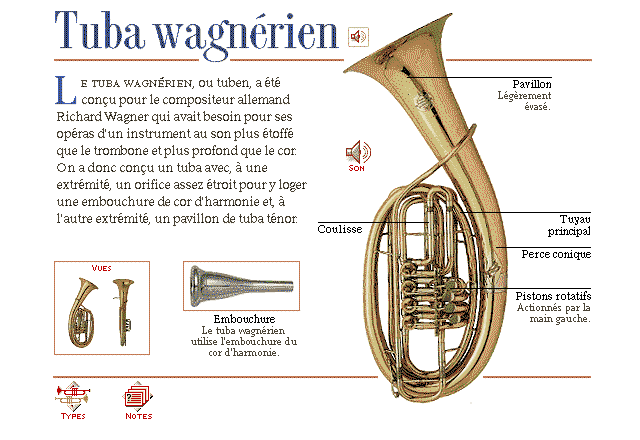 Tuba wagnérien
LE TUBA WAGNÉRIEN, ou tuben, a été
conçu pour le compositeur allemand
Richard Wagner qui avait besoin pour ses
opéras d'un instrument au son plus étoffé
que le trombone et plus profond que le cor.
On a donc conçu un tuba avec, à une
extrémité, un orifice assez étroit pour y loger
une embouchure de cor d'harmonie et, à
l'autre extrémité, un pavillon de tuba ténor.
Pavillon
Légèrement
évasé.
SON
Coulisse
Tuyau
principal
Perce conique
Pistons rotatifs
Actionnés par la
main gauche.
VUES
Embouchure
Le tuba wagnérien
utilise l'embouchure du
cor d'harmonie.
TYPES
NOTES